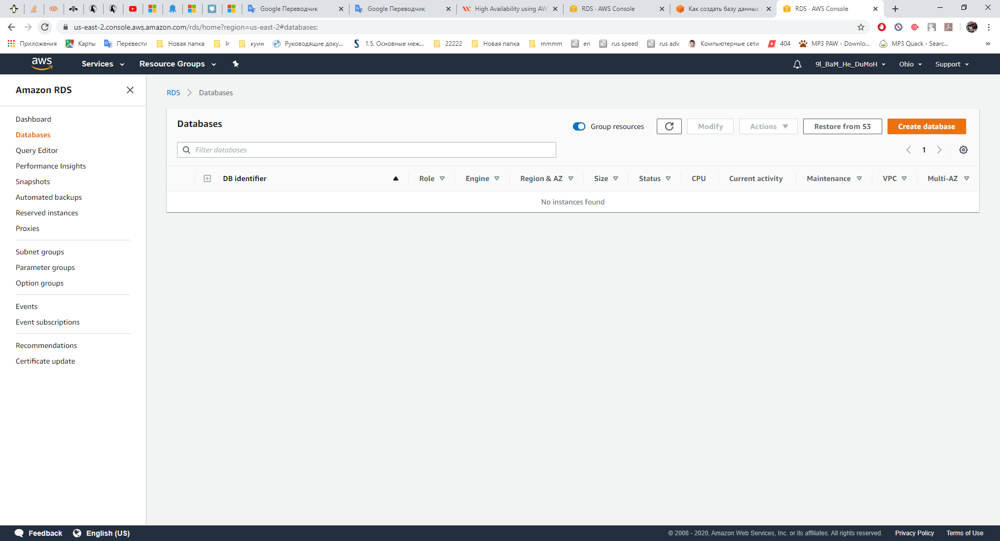 Google Переводчик
Google Переводчик
High Availability using AW
RDS · AWS Console
Как создать базу данных
RDS · AWS Console
us-east-2.console.aws.amazon.com/rds/home?region=us-east-2#databases:
Приложения
Карты
Перевести
Новая папка
Ir
куин
Руководящие доку...
1.5. Основные меж...
22222
Новая папка
mmmm
en
rus speed
rus adv
Компьютерные сети
404
MP3 PAW - Downlo...
MP3 Quack - Searc...
»
aws
Services
Resource Groups
9l_BaM_He_DuMoH
Ohio
Support
Amazon RDS
Dashboard
Databases
Query Editor
Performance Insights
Snapshots
Automated backups
Reserved instances
Proxies
Subnet groups
Parameter groups
Option groups
Events
Event subscriptions
Recommendations
Certificate update
RDS
Databases
Databases
Group resources
Modify
Actions
Restore from S3
Create database
Filter databases
1
DB identifier
Role
Engine
Region & AZ
Size
Status
CPU
Current activity
Maintenance
VPC
Multi-AZ
No instances found
Feedback
English (US)
© 2008 - 2020, Amazon Web Services, Inc. or its affiliates. All rights reserved.
Privacy Policy
Terms of Use